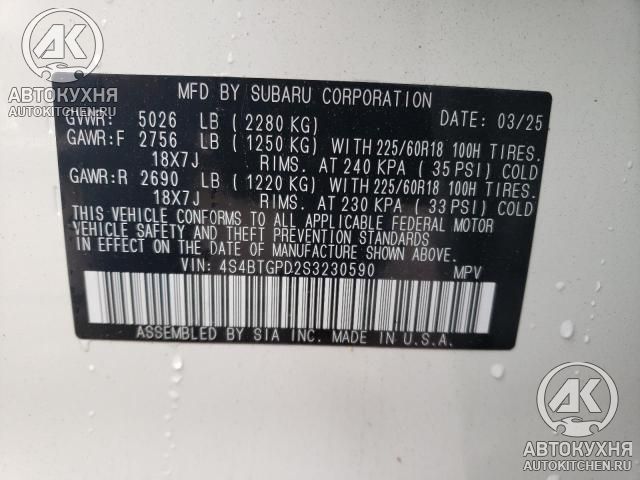 AK
АВТОКУХНЯ
AUTOKITCHEN.RU
MFD BY SUBARU CORPORATION
GVWR: 5026 LB ( 2280 KG) DATE: 03/25
GAWR:F 2756 LB ( 1250 KG) WITH 225/60R18 100H TIRES.
18X7J RIMS. AT 240 KPA ( 35 PSI) COLD
GAWR:R 2690 LB ( 1220 KG) WITH 225/60R18 100H TIRES.
18X7J RIMS. AT 230 KPA ( 33 PSI) COLD
THIS VEHICLE CONFORMS TO ALL APPLICABLE FEDERAL MOTOR
VEHICLE SAFETY AND THEFT PREVENTION STANDARDS
IN EFFECT ON THE DATE OF MANUFACTURE SHOWN ABOVE.
VIN: 4S4BTGPD2S3230590 MPV
ASSEMBLED BY SIA INC. MADE IN U.S.A.
AK
АВТОКУХНЯ
AUTOKITCHEN.RU